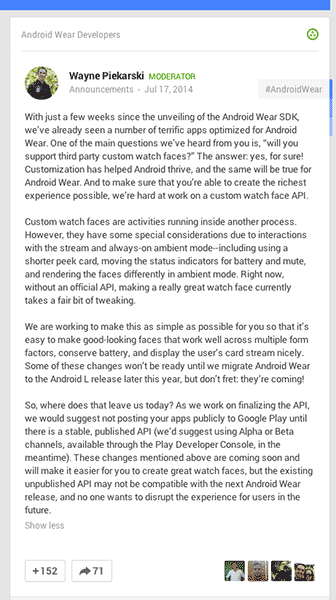 Android Wear Developers
Wayne Piekarski MODERATOR
Announcements - Jul 17, 2014
#AndroidWear
With just a few weeks since the unveiling of the Android Wear SDK,
we've already seen a number of terrific apps optimized for Android
Wear. One of the main questions we've heard from you is, "will you
support third party custom watch faces?" The answer: yes, for sure!
Customization has helped Android thrive, and the same will be true for
Android Wear. And to make sure that you're able to create the richest
experience possible, we're hard at work on a custom watch face API.
Custom watch faces are activities running inside another process.
However, they have some special considerations due to interactions
with the stream and always-on ambient mode--including using a
shorter peek card, moving the status indicators for battery and mute,
and rendering the faces differently in ambient mode. Right now,
without an official API, making a really great watch face currently
takes a fair bit of tweaking.
We are working to make this as simple as possible for you so that it's
easy to make good-looking faces that work well across multiple form
factors, conserve battery, and display the user's card stream nicely.
Some of these changes won't be ready until we migrate Android Wear
to the Android L release later this year, but don't fret: they're coming!
So, where does that leave us today? As we work on finalizing the API,
we would suggest not posting your apps publicly to Google Play until
there is a stable, published API (we'd suggest using Alpha or Beta
channels, available through the Play Developer Console, in the
meantime). These changes mentioned above are coming soon and
will make it easier for you to create great watch faces, but the existing
unpublished API may not be compatible with the next Android Wear
release, and no one wants to disrupt the experience for users in the
future.
Show less
+152
71